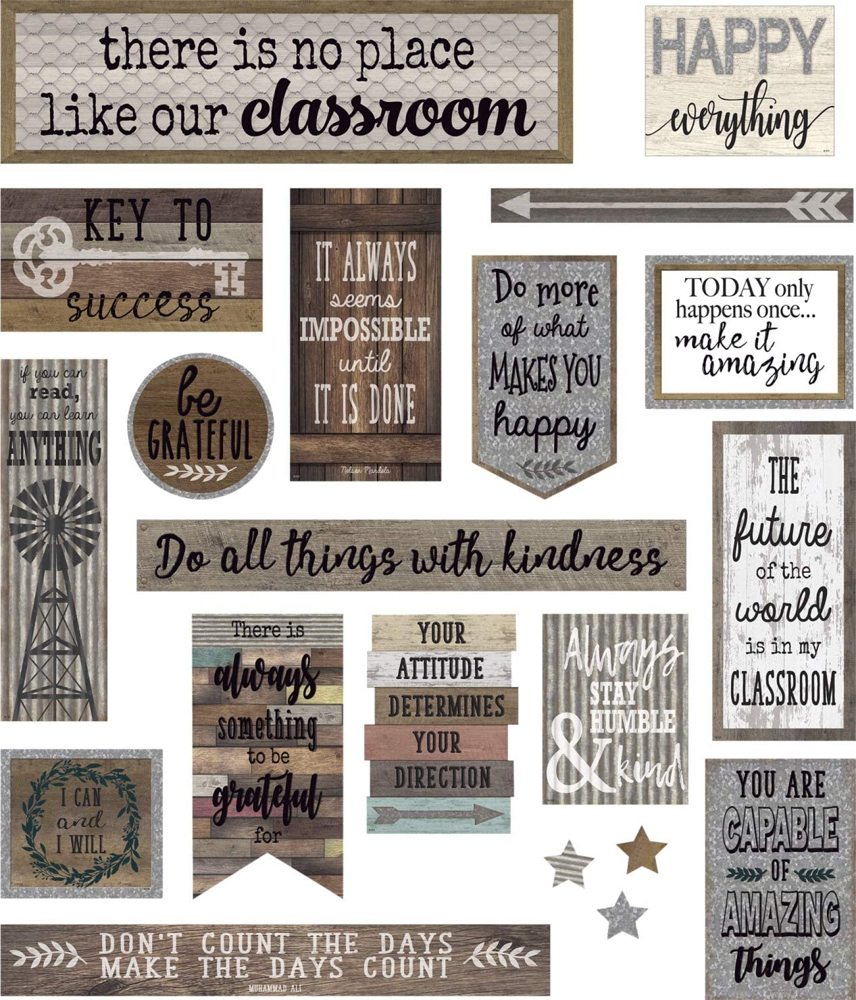 there is no place
like our classroom
HAPPY
everything
KEY TO
success
IT ALWAYS
seems
IMPOSSIBLE
until
IT IS DONE
Nelson Mandela
Do more
of what
MAKES YOU
happy
TODAY only
happens once...
make it
amazing
if you can
read,
you can learn
ANYTHING
be
GRATEFUL
THE
future
of the
world
is in my
CLASSROOM
Do all things with kindness
There is
always
something
to be
grateful
for
YOUR
ATTITUDE
DETERMINES
YOUR
DIRECTION
Always
STAY
HUMBLE
&
kind
I CAN
and
I WILL
YOU ARE
CAPABLE
OF
AMAZING
things
DON'T COUNT THE DAYS
MAKE THE DAYS COUNT
MUHAMMAD ALI